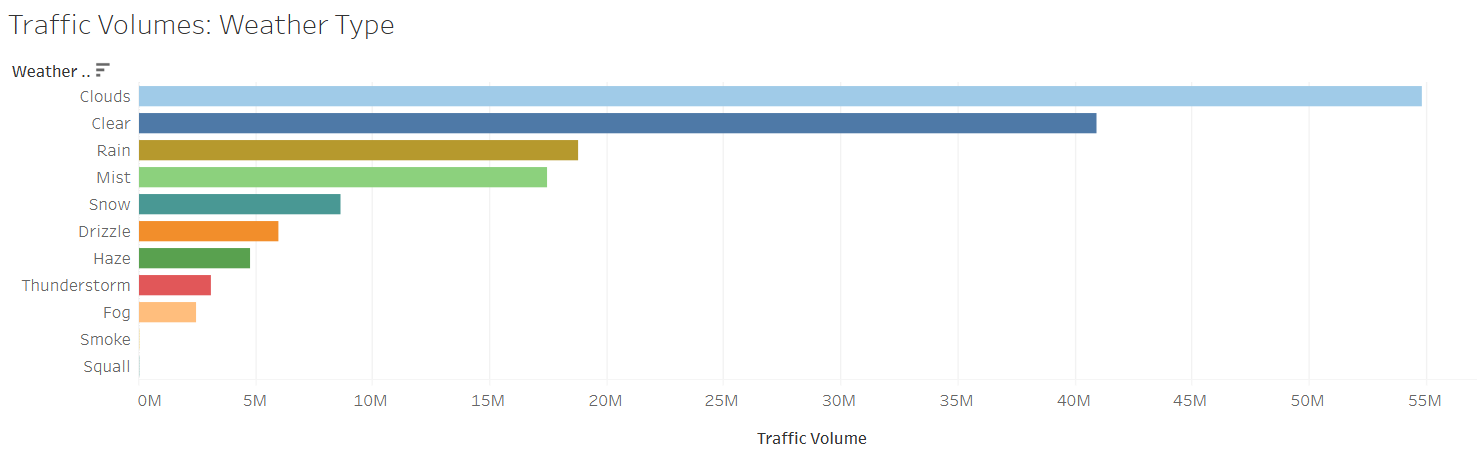 Traffic Volumes: Weather Type
Weather ..
Clouds
Clear
Rain
Mist
Snow
Drizzle
Haze
Thunderstorm
Fog
Smoke
Squall
0M 5M 10M 15M 20M 25M 30M 35M 40M 45M 50M 55M
Traffic Volume